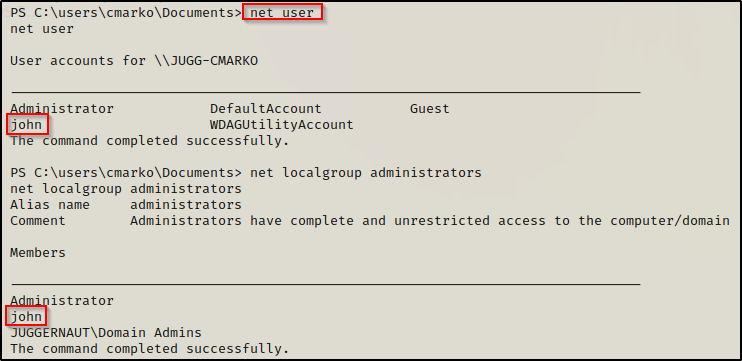 PS C:\users\cmarko\Documents> net user
net user
User accounts for \\JUGG-CMARKO
-------------------------------------------------------------------------------
Administrator            DefaultAccount           Guest
john                     WDAGUtilityAccount
The command completed successfully.
PS C:\users\cmarko\Documents> net localgroup administrators
net localgroup administrators
Alias name     administrators
Comment        Administrators have complete and unrestricted access to the computer/domain
Members
-------------------------------------------------------------------------------
Administrator
john
JUGGERNAUT\Domain Admins
The command completed successfully.